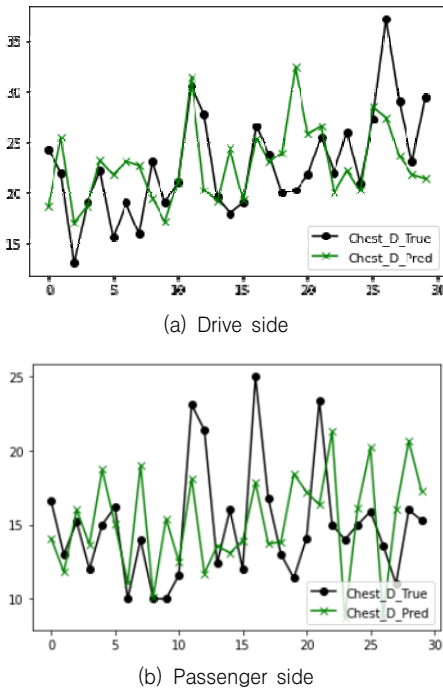 35
30
25
20
15
Chest_D_True
Chest_D_Pred
0 5 10 15 20 25 30
(a) Drive side
25
20
15
10
Chest_D_True
Chest_D_Pred
0 5 10 15 20 25 30
(b) Passenger side